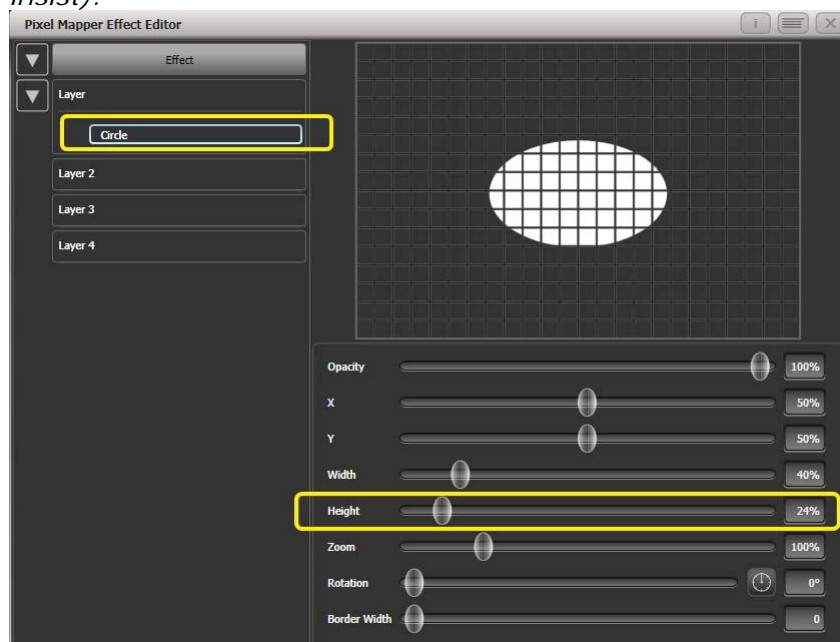 insist).
Pixel Mapper Effect Editor
i
Effect
Layer
Circle
Layer 2
Layer 3
Layer 4
Opacity 100%
X 50%
Y 50%
Width 40%
Height 24%
Zoom 100%
Rotation 0°
Border Width 0